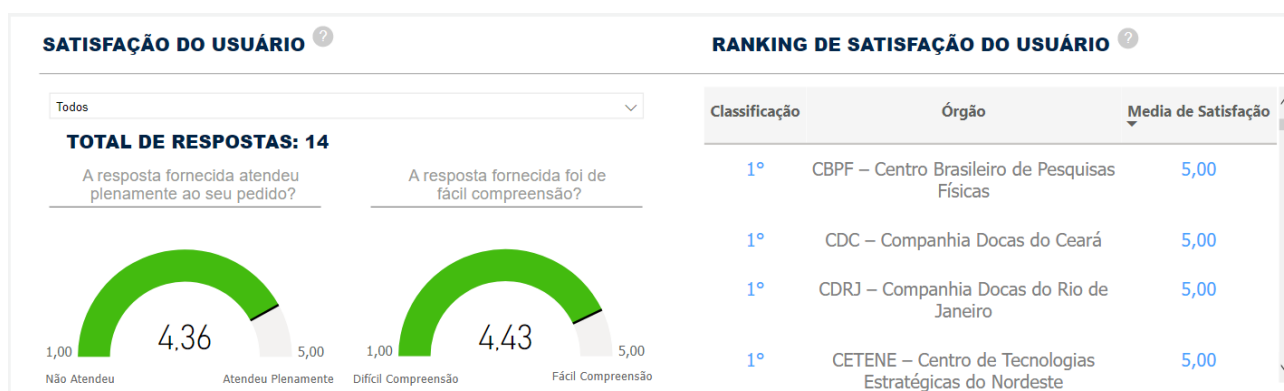 SATISFAÇÃO DO USUÁRIO ?
Todos
TOTAL DE RESPOSTAS: 14
A resposta fornecida atendeu
plenamente ao seu pedido?
4,36
1,00
5,00
Não Atendeu
Atendeu Plenamente
A resposta fornecida foi de
fácil compreensão?
4,43
1,00
5,00
Difícil Compreensão
Fácil Compreensão
RANKING DE SATISFAÇÃO DO USUÁRIO ?
Classificação Órgão Media de Satisfação
1° CBPF – Centro Brasileiro de Pesquisas 5,00
Físicas
1° CDC – Companhia Docas do Ceará 5,00
1° CDRJ – Companhia Docas do Rio de 5,00
Janeiro
1° CETENE – Centro de Tecnologias 5,00
Estratégicas do Nordeste